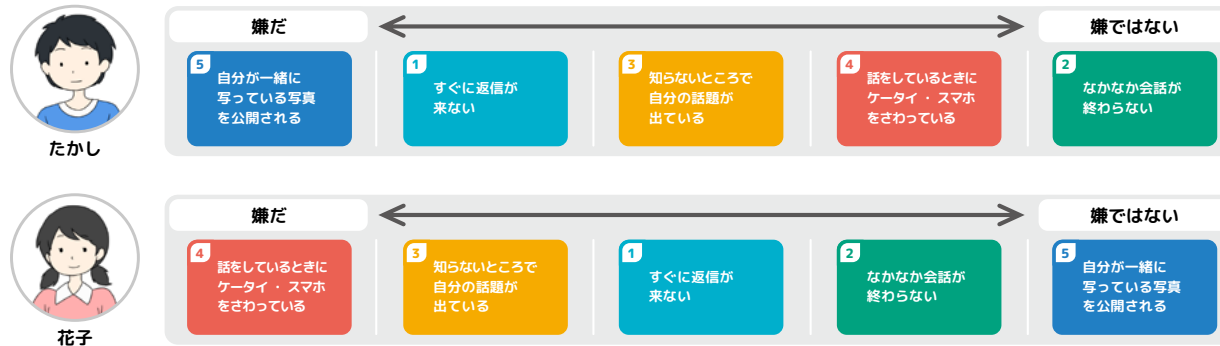 嫌だ
嫌ではない
5
自分が一緒に
写っている写真
を公開される
1
すぐに返信が
来ない
3
知らないところで
自分の話題が
出ている
4
話をしているときに
ケータイ・スマホ
をさわっている
2
なかなか会話が
終わらない
たかし
嫌だ
嫌ではない
4
話をしているときに
ケータイ・スマホ
をさわっている
3
知らないところで
自分の話題が
出ている
1
すぐに返信が
来ない
2
なかなか会話が
終わらない
5
自分が一緒に
写っている写真
を公開される
花子